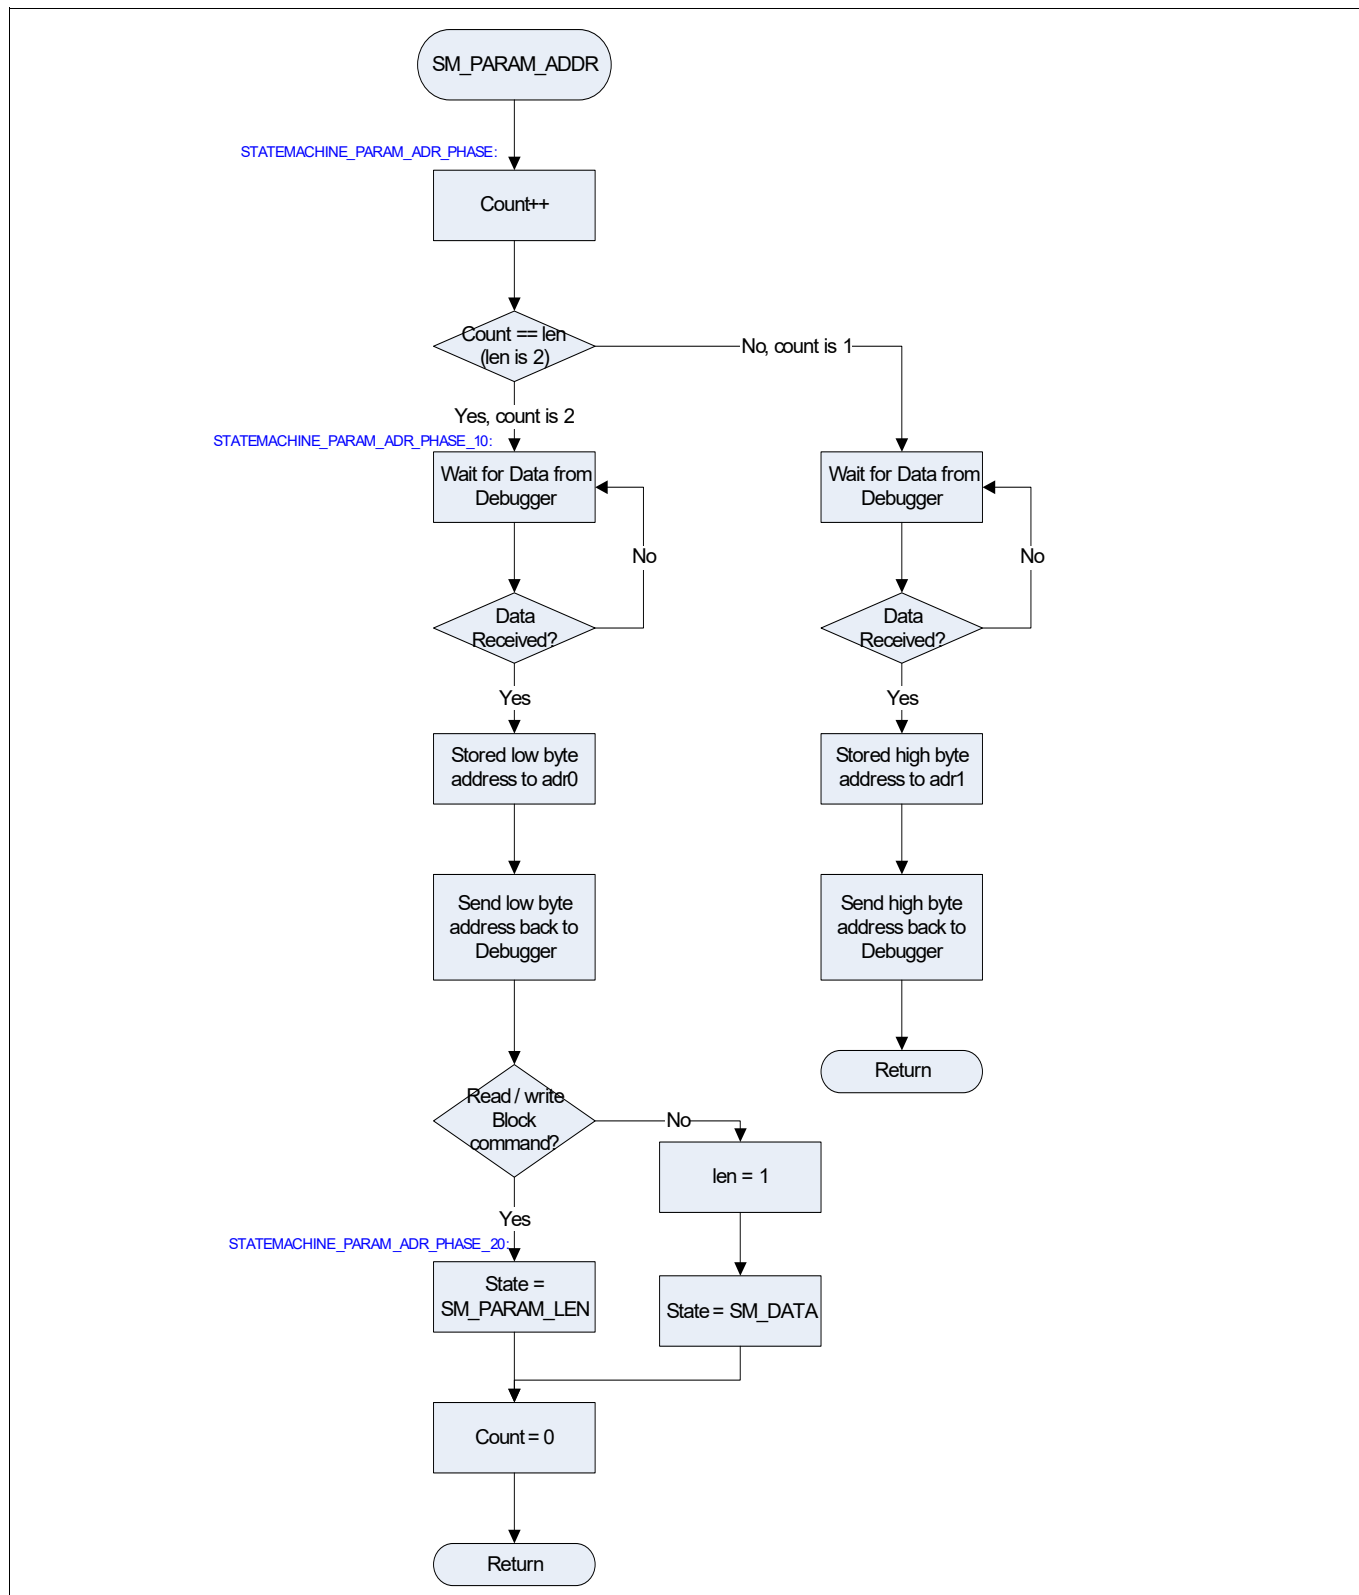 SM_PARAM_ADDR
STATEMACHINE_PARAM_ADR_PHASE:
Count++
Count == len
(len is 2)
No, count is 1
Yes, count is 2
STATEMACHINE_PARAM_ADR_PHASE_10:
Wait for Data from
Debugger
Wait for Data from
Debugger
No
No
Data
Received?
Data
Received?
Yes
Yes
Stored low byte
address to adr0
Stored high byte
address to adr1
Send low byte
address back to
Debugger
Send high byte
address back to
Debugger
Return
Read / write
Block
command?
No
len = 1
Yes
STATEMACHINE_PARAM_ADR_PHASE_20:
State =
SM_PARAM_LEN
State = SM_DATA
Count = 0
Return